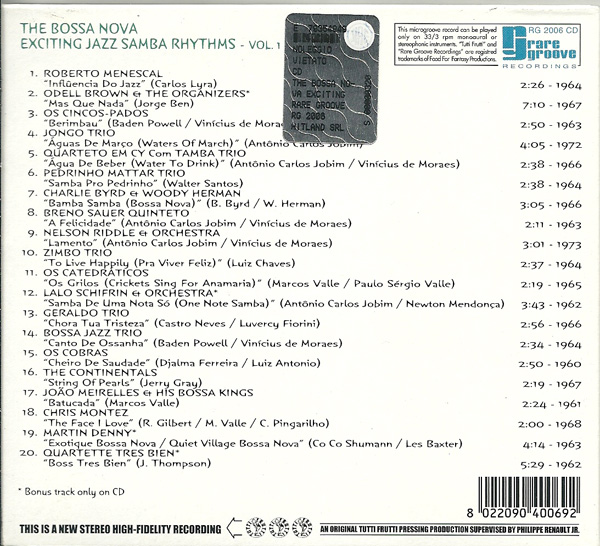 THE BOSSA NOVA
EXCITING JAZZ SAMBA RHYTHMS - VOL. 1
NOLEGGIO
VIETATO
CD
THE BOSSA NO-
VA EXCITING
RARE GROOVE
RG 2006
HITLAND SRL
This microgroove record can be played
only on 33/3 rpm monoaural or
stereophonic instruments. "Tutti Frutti" and
"Rare Groove Recordings" are registered
trademarks of Food For Fantasy Productions.
RG 2006 CD
rare
groove
RECORDINGS
1. ROBERTO MENESCAL
"Influência Do Jazz" (Carlos Lyra) 2:26 - 1964
2. ODELL BROWN & THE ORGANIZERS*
"Mas Que Nada" (Jorge Ben) 7:10 - 1967
3. OS CINCOS-PADOS
"Berimbau" (Baden Powell / Vinícius de Moraes) 2:50 - 1963
4. JONGO TRIO
"Águas De Março (Waters Of March)" (Antônio Carlos Jobim) 4:05 - 1972
5. QUARTETO EM CY Com TAMBA TRIO
"Água De Beber (Water To Drink)" (Antônio Carlos Jobim / Vinícius de Moraes) 2:38 - 1966
6. PEDRINHO MATTAR TRIO
"Samba Pro Pedrinho" (Walter Santos) 2:38 - 1964
7. CHARLIE BYRD & WOODY HERMAN
"Bamba Samba (Bossa Nova)" (B. Byrd / W. Herman) 3:05 - 1966
8. BRENO SAUER QUINTETO
"A Felicidade" (Antônio Carlos Jobim / Vinícius de Moraes) 2:11 - 1963
9. NELSON RIDDLE & ORCHESTRA
"Lamento" (Antônio Carlos Jobim / Vinícius de Moraes) 3:01 - 1973
10. ZIMBO TRIO
"To Live Happily (Pra Viver Feliz)" (Luiz Chaves) 2:37 - 1964
11. OS CATEDRÁTICOS
"Os Grilos (Crickets Sing For Anamaria)" (Marcos Valle / Paulo Sérgio Valle) 2:19 - 1965
12. LALO SCHIFRIN & ORCHESTRA*
"Samba De Uma Nota Só (One Note Samba)" (Antônio Carlos Jobim / Newton Mendonça) 3:43 - 1962
13. GERALDO TRIO
"Chora Tua Tristeza" (Castro Neves / Luvercy Fiorini) 2:56 - 1966
14. BOSSA JAZZ TRIO
"Canto De Ossanha" (Baden Powell / Vinícius de Moraes) 2:34 - 1964
15. OS COBRAS
"Cheiro De Saudade" (Djalma Ferreira / Luiz Antonio) 2:50 - 1960
16. THE CONTINENTALS
"String Of Pearls" (Jerry Gray) 2:19 - 1967
17. JOÃO MEIRELLES & HIS BOSSA KINGS
"Batucada" (Marcos Valle) 2:24 - 1961
18. CHRIS MONTEZ
"The Face I Love" (R. Gilbert / M. Valle / C. Pingarilho) 2:00 - 1968
19. MARTIN DENNY*
"Exotique Bossa Nova / Quiet Village Bossa Nova" (Co Co Shumann / Les Baxter) 4:14 - 1963
20. QUARTETTE TRES BIEN*
"Boss Tres Bien" (J. Thompson) 5:29 - 1962
* Bonus track only on CD
8 022090 400692
THIS IS A NEW STEREO HIGH-FIDELITY RECORDING
AN ORIGINAL TUTTI FRUTTI PRESSING PRODUCTION SUPERVISED BY PHILIPPE RENAULT JR.